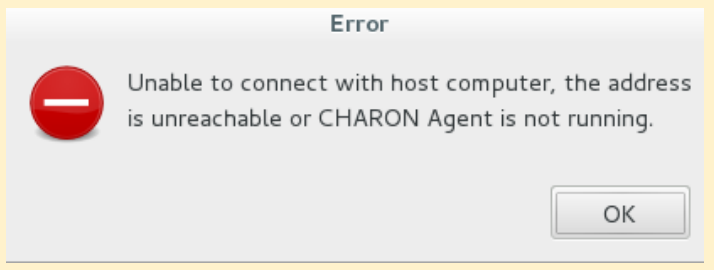 Error
Unable to connect with host computer, the address
is unreachable or CHARON Agent is not running.
OK